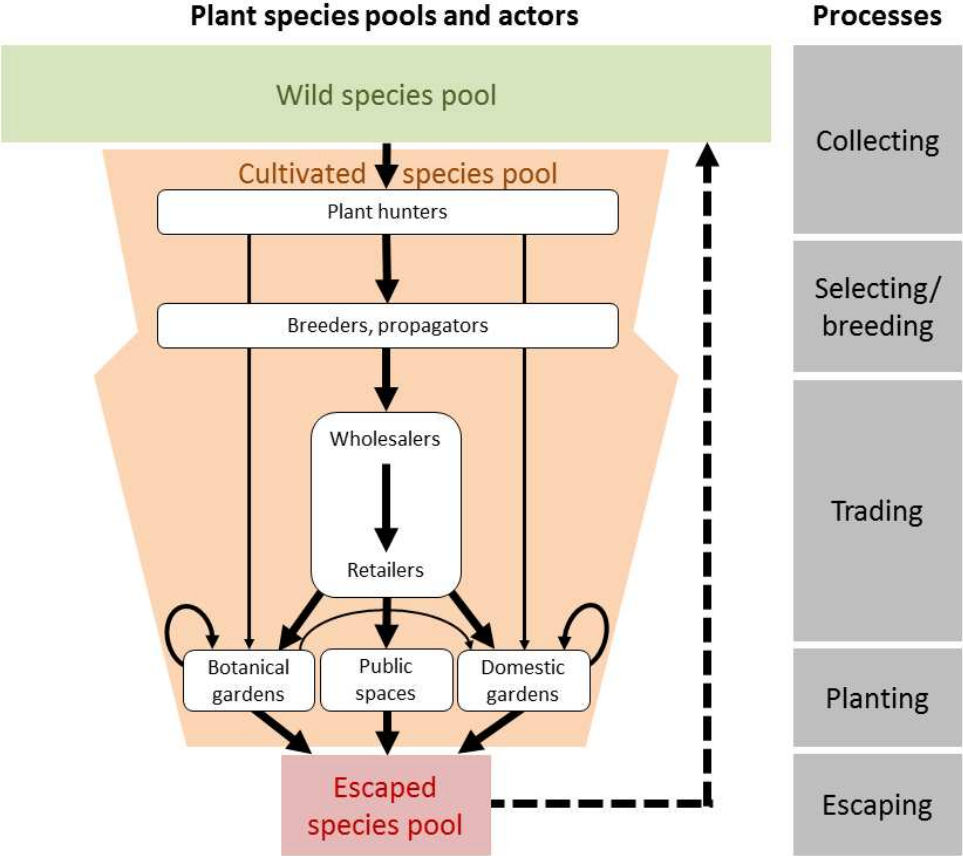 Plant species pools and actors
Processes
Wild species pool
Collecting
Cultivated species pool
Plant hunters
Selecting/
breeding
Breeders, propagators
Wholesalers
Trading
Retailers
Botanical
gardens
Public
spaces
Domestic
gardens
Planting
Escaped
species pool
Escaping